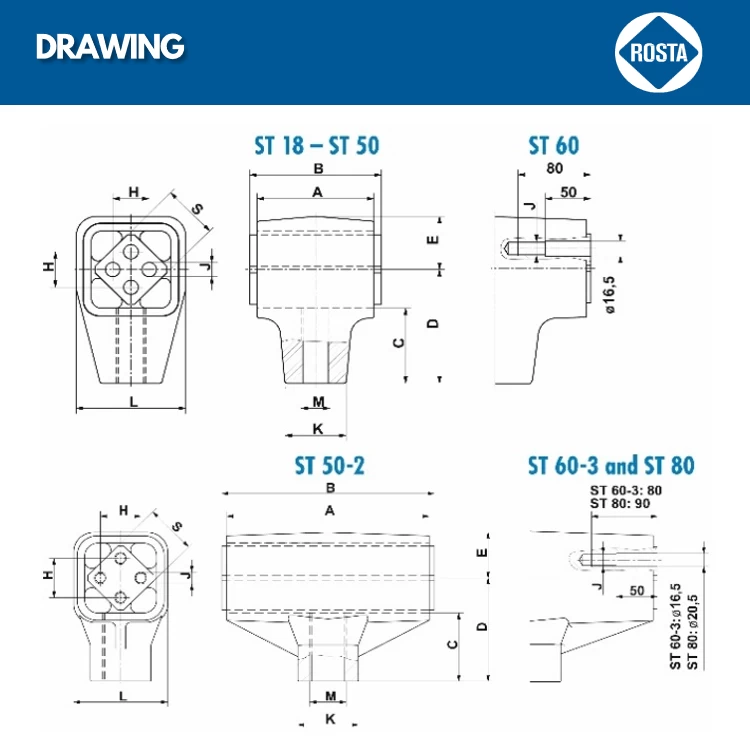 DRAWING
ROSTA
ST 18 – ST 50
ST 60
B
80
H
A
J
50
S
E
H
J
ø16,5
D
C
L
M
K
ST 50-2
ST 60-3 and ST 80
B
ST 60-3: 80
ST 80: 90
H
A
S
E
H
J
J
50
D
C
ST 60-3:ø16,5
ST 80: ø20,5
L
M
K